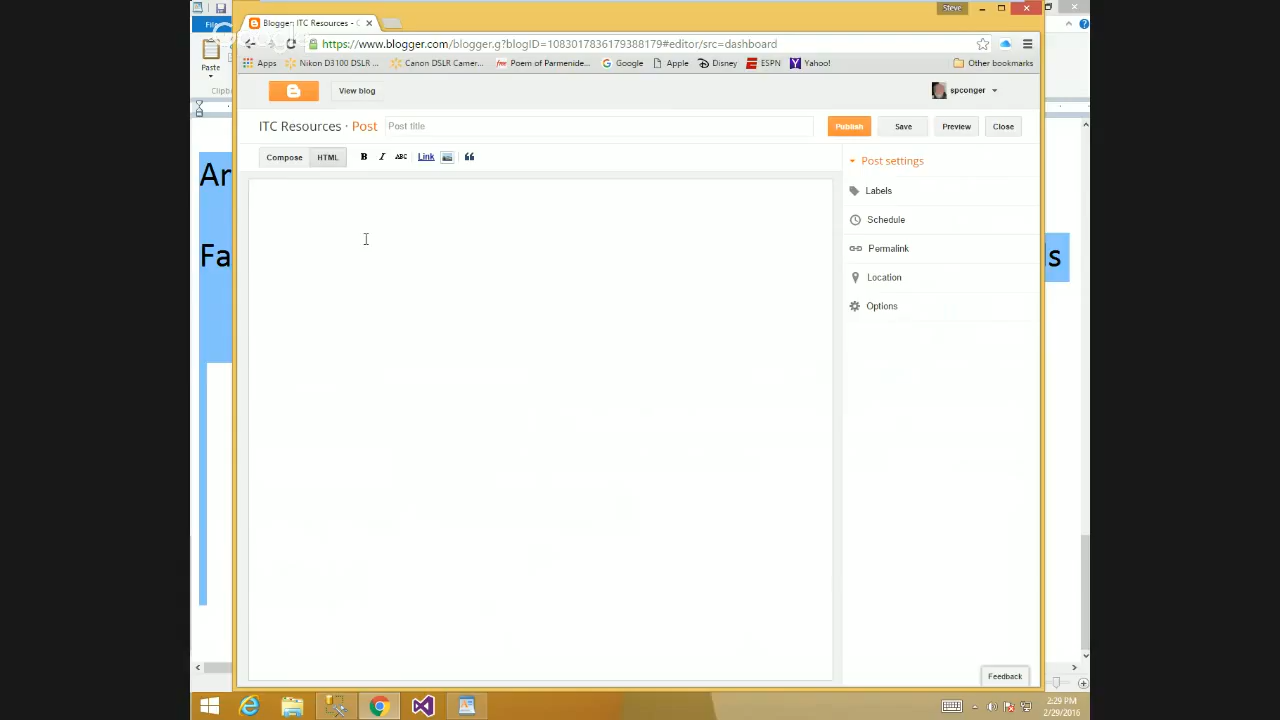 Steve
Blogger: ITC Resources - C
Fi
https://www.blogger.com/blogger.g?blogID=1083017836179388179#editor/src=dashboard
Paste
Apps Nikon D3100 DSLR ... Canon DSLR Camer... Poem of Parmenide... Google Apple Disney ESPN Yahoo! Other bookmarks
Clipb
View blog
spconger
ITC Resources · Post
Post title
Publish Save Preview Close
Compose HTML B I ABC Link
Post settings
Labels
Schedule
Permalink
Location
Options
Ar
Fa
s
Feedback
2:29 PM
2/29/2016